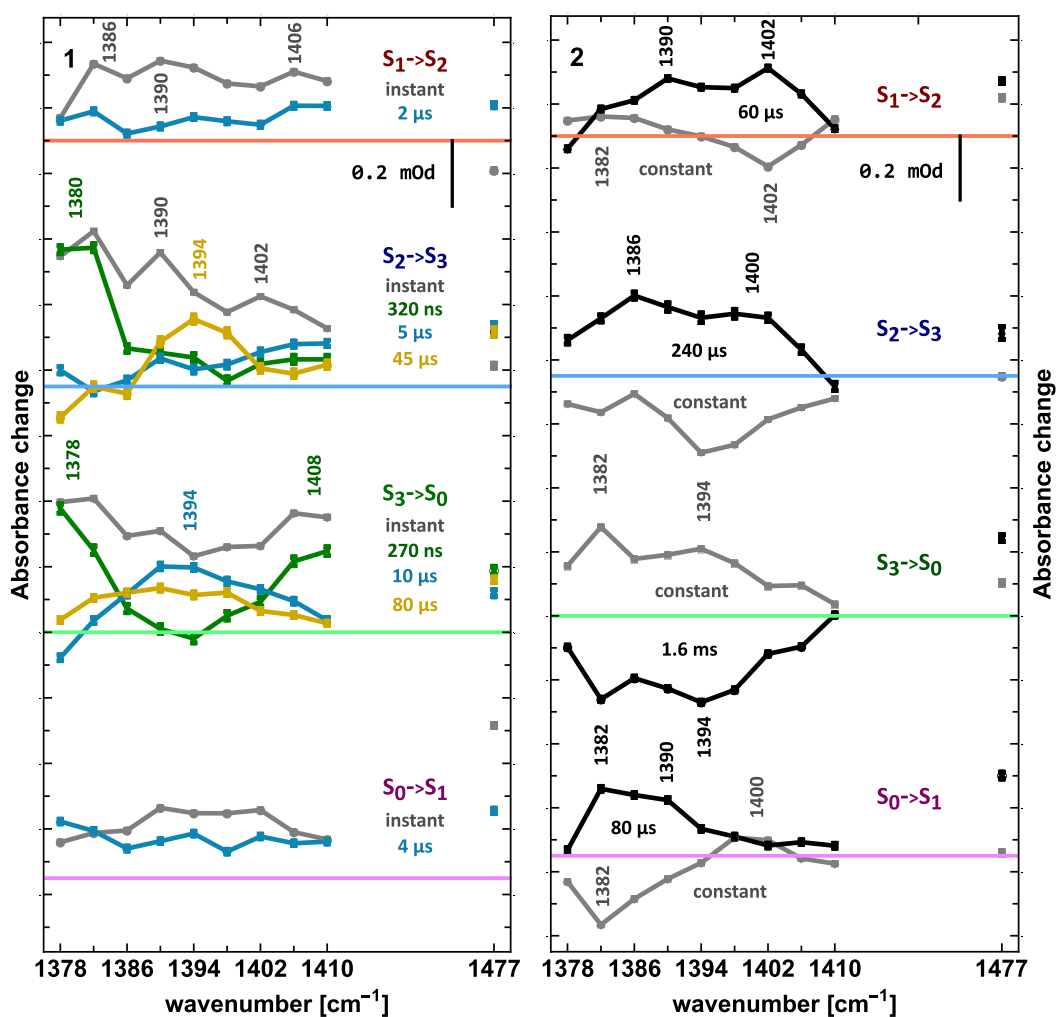 1
1386
1406
1390
S₁->S₂
instant
2 µs
0.2 mOd
1380
1390
1394
1402
S₂->S₃
instant
320 ns
5 µs
45 µs
1378
1394
1408
S₃->S₀
instant
270 ns
10 µs
80 µs
S₀->S₁
instant
4 µs
Absorbance change
1378
1386
1394
1402
1410
1477
wavenumber [cm⁻¹]
2
1390
1402
S₁->S₂
60 µs
1382
constant
1402
0.2 mOd
1386
1400
S₂->S₃
240 µs
constant
1382
1394
S₃->S₀
constant
1.6 ms
1382
1390
1394
1400
S₀->S₁
80 µs
1382
constant
Absorbance change
1378
1386
1394
1402
1410
1477
wavenumber [cm⁻¹]